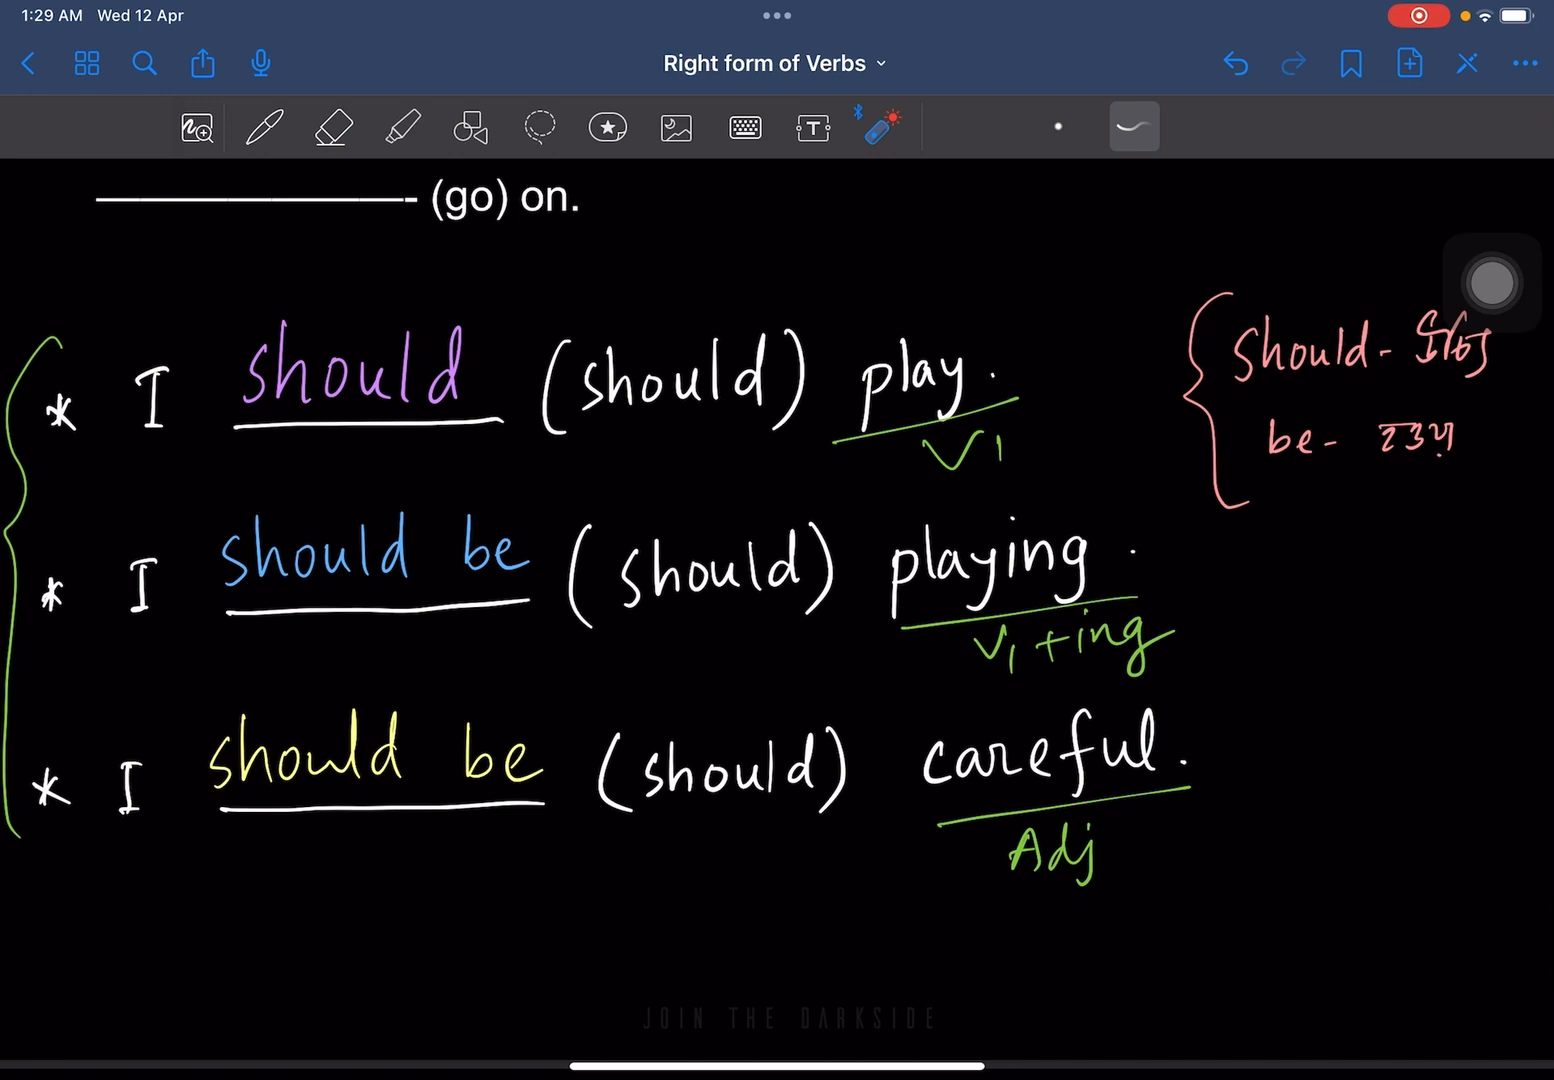 1:29 AM Wed 12 Apr
Right form of Verbs
———————- (go) on.
* I should (should) play.
V1
* I should be (should) playing.
V1 + ing
* I should be (should) careful.
Adj
Should - উচিত
be - হওয়া
JOIN THE DARKSIDE